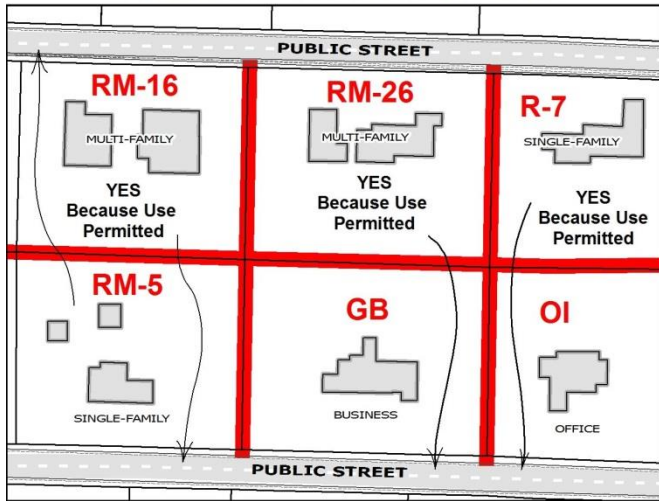 PUBLIC STREET
RM-16
RM-26
R-7
MULTI-FAMILY
MULTI-FAMILY
SINGLE-FAMILY
YES
Because Use
Permitted
YES
Because Use
Permitted
YES
Because Use
Permitted
RM-5
GB
OI
SINGLE-FAMILY
BUSINESS
OFFICE
PUBLIC STREET